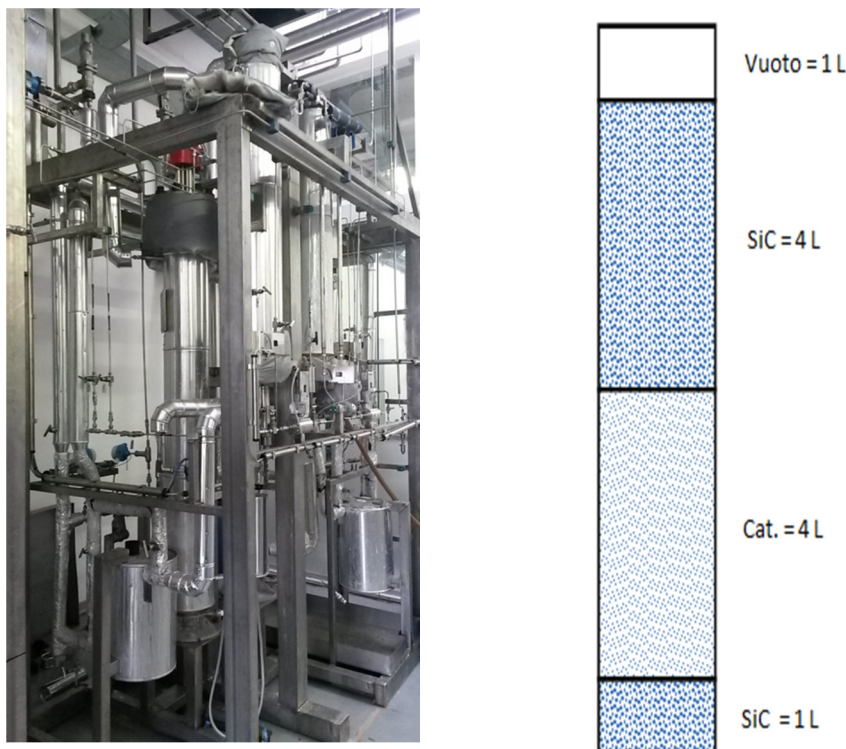 Vuoto = 1 L
SiC = 4 L
Cat. = 4 L
SiC = 1 L